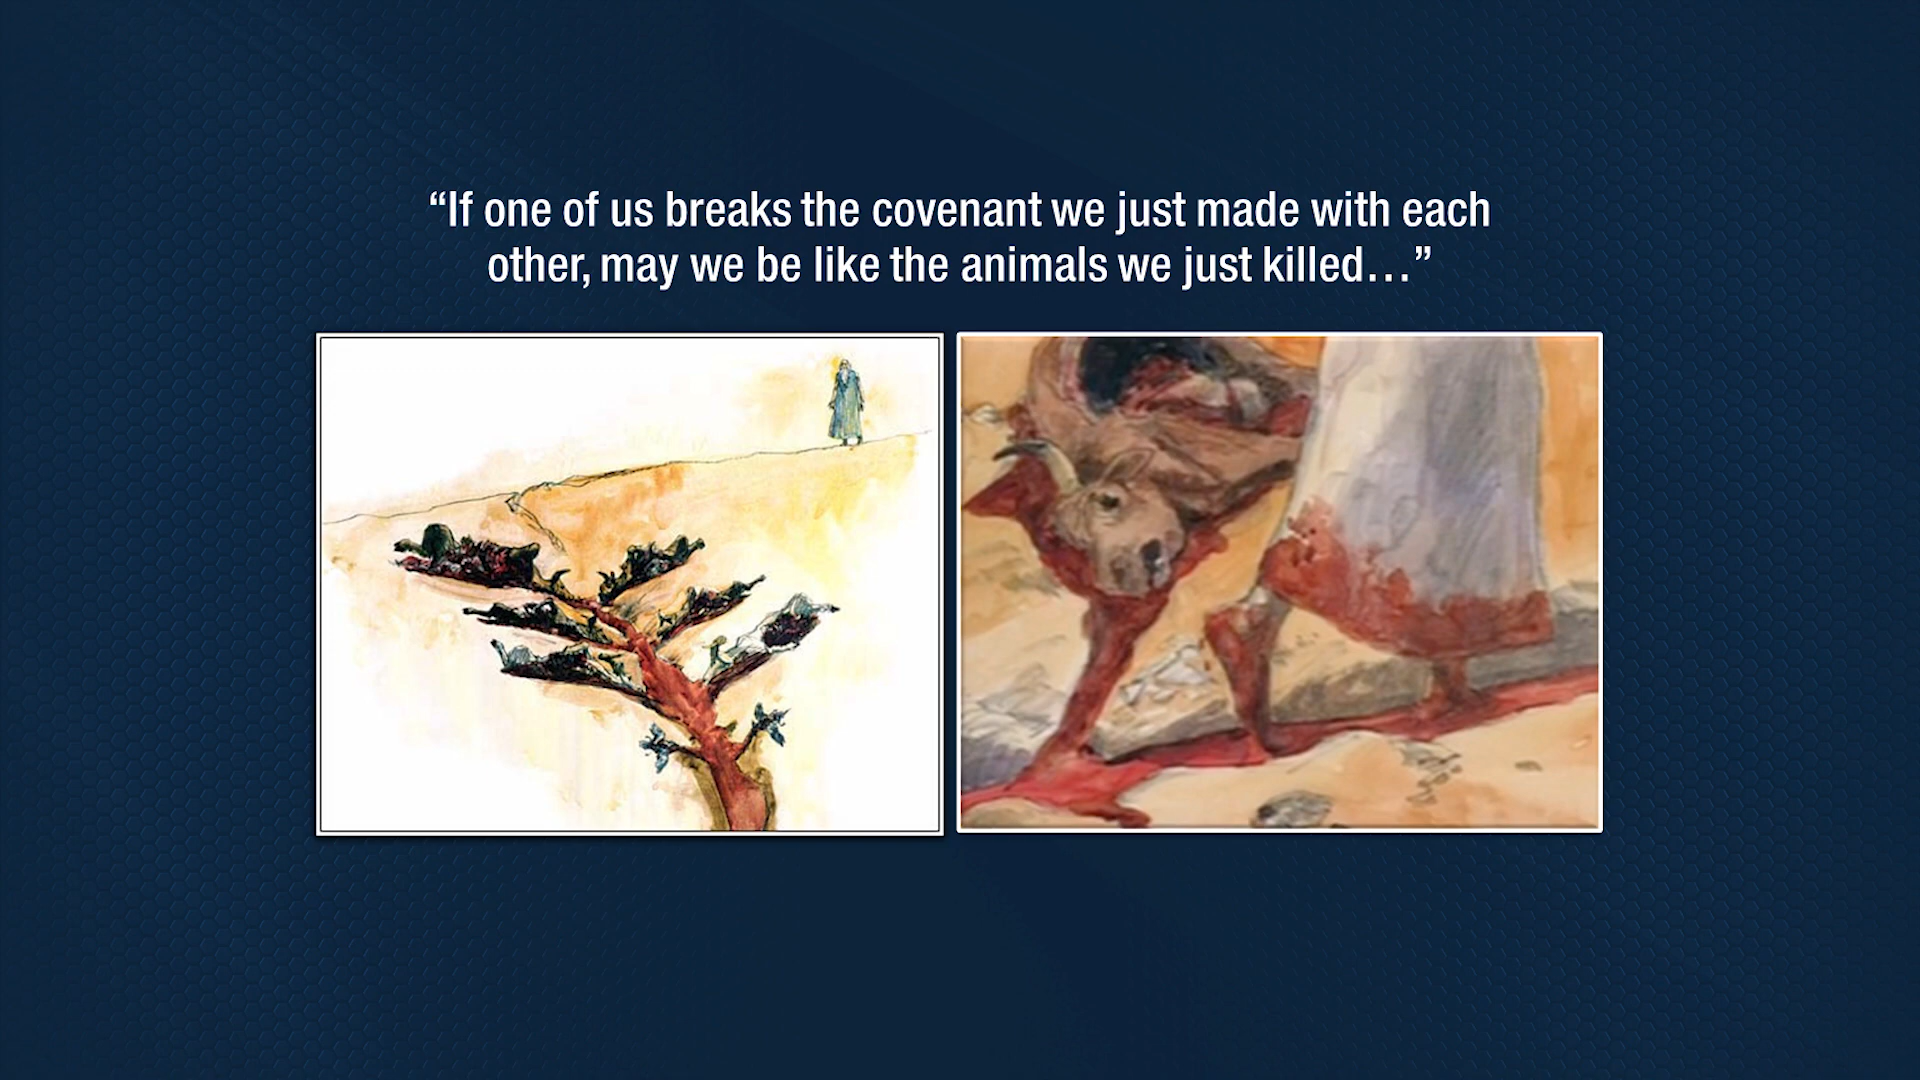 “If one of us breaks the covenant we just made with each
other, may we be like the animals we just killed…”